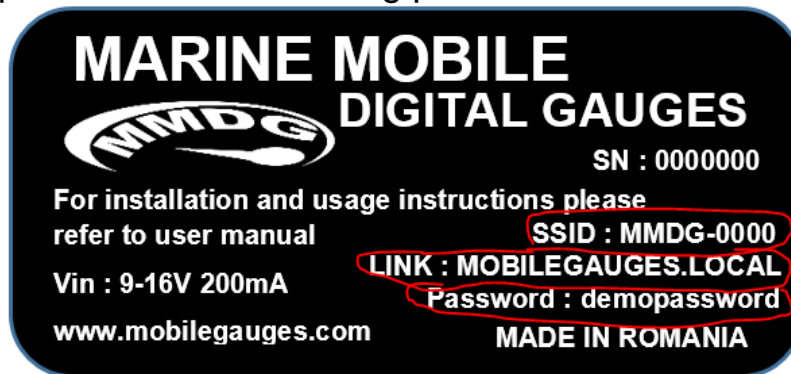 MARINE MOBILE
DIGITAL GAUGES
MMDG
SN : 0000000
For installation and usage instructions please
refer to user manual
SSID : MMDG-0000
LINK : MOBILEGAUGES.LOCAL
Vin : 9-16V 200mA
Password : demopassword
www.mobilegauges.com
MADE IN ROMANIA